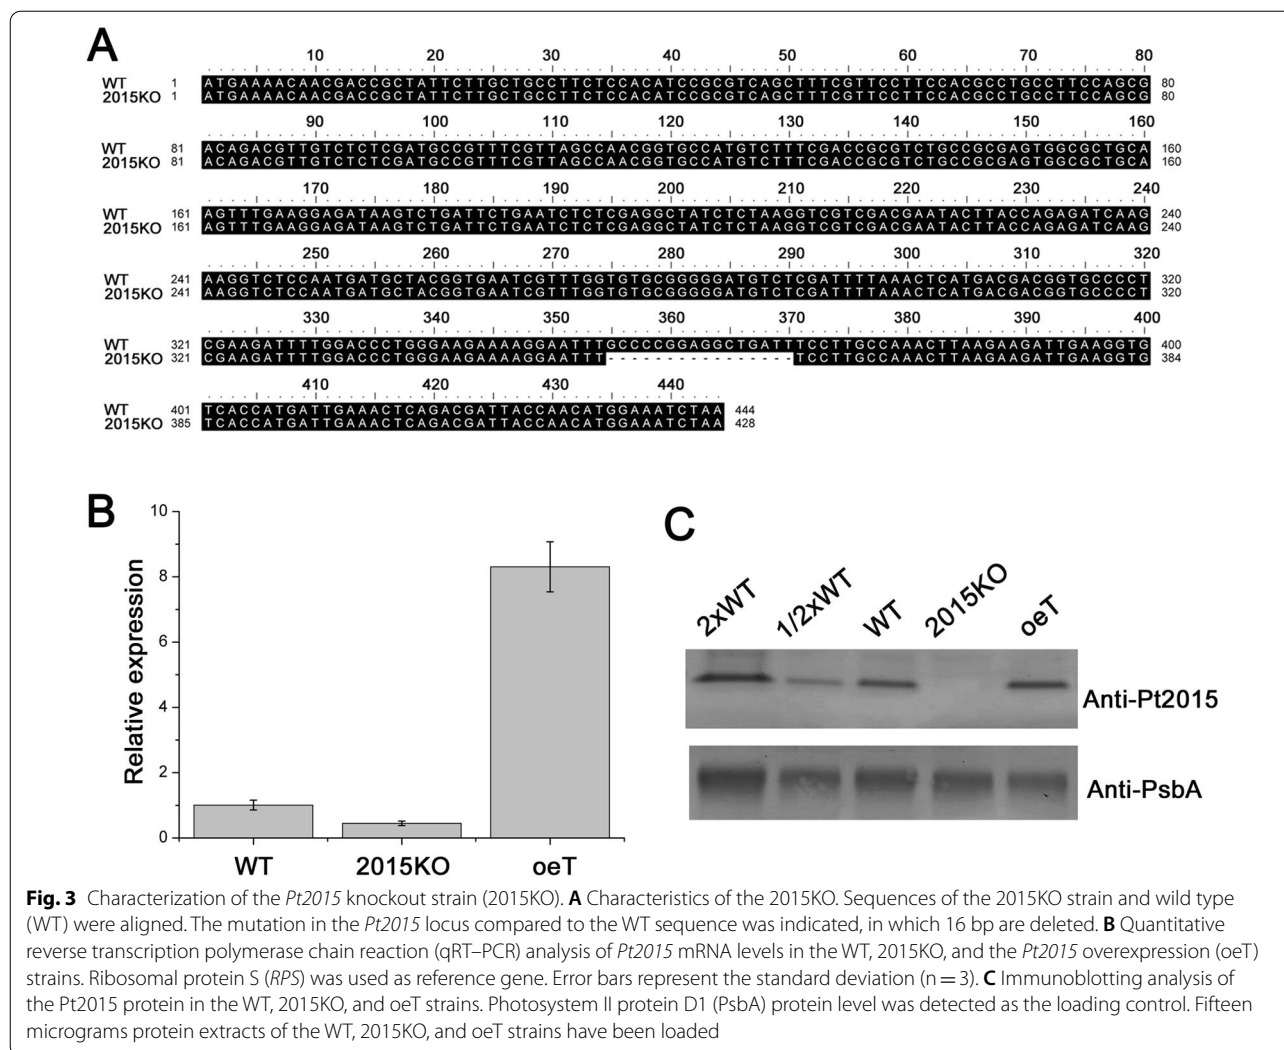 A
10 20 30 40 50 60 70 80
WT 1 ATGAAAACAACGACCGCTATTCTTGCTGCCTTCTCCACATCCGCGTCAGCTTTCGTTCCTTCCACGCCTGCCTTCCAGCG 80
2015KO 1 ATGAAAACAACGACCGCTATTCTTGCTGCCTTCTCCACATCCGCGTCAGCTTTCGTTCCTTCCACGCCTGCCTTCCAGCG 80
90 100 110 120 130 140 150 160
WT 81 ACAGACGTTGTCTCTCGATGCCGTTTCGTTAGCCAACGGTGCCATGTCTTTCGACCGCGTCTGCCGCGAGTGGCGCTGCA 160
2015KO 81 ACAGACGTTGTCTCTCGATGCCGTTTCGTTAGCCAACGGTGCCATGTCTTTCGACCGCGTCTGCCGCGAGTGGCGCTGCA 160
170 180 190 200 210 220 230 240
WT 161 AGTTTGAAGGAGATAAGTCTGATTCTGAATCTCTCGAGGCTATCTCTAAGGTCGTCGACGAATACTTACCAGAGATCAAG 240
2015KO 161 AGTTTGAAGGAGATAAGTCTGATTCTGAATCTCTCGAGGCTATCTCTAAGGTCGTCGACGAATACTTACCAGAGATCAAG 240
250 260 270 280 290 300 310 320
WT 241 AAGGTCTCCAATGATGCTACGGTGAATCGTTTGGTGTGCGGGGGATGTCTCGATTTTAAACTCATGACGACGGTGCCCCT 320
2015KO 241 AAGGTCTCCAATGATGCTACGGTGAATCGTTTGGTGTGCGGGGGATGTCTCGATTTTAAACTCATGACGACGGTGCCCCT 320
330 340 350 360 370 380 390 400
WT 321 CGAAGATTTTGGACCCTGGGAAGAAAAGGAATTTGCCCCGGAGGCTGATTTCCTTGCCAAACTTAAGAAGATTGAAGGTG 400
2015KO 321 CGAAGATTTTGGACCCTGGGAAGAAAAGGAATTT----------------TCCTTGCCAAACTTAAGAAGATTGAAGGTG 384
410 420 430 440
WT 401 TCACCATGATTGAAACTCAGACGATTACCAACATGGAAATCTAA 444
2015KO 385 TCACCATGATTGAAACTCAGACGATTACCAACATGGAAATCTAA 428
B
Relative expression
10
8
6
4
2
0
WT 2015KO oeT
C
2xWT 1/2xWT WT 2015KO oeT
Anti-Pt2015
Anti-PsbA
Fig. 3 Characterization of the Pt2015 knockout strain (2015KO). A Characteristics of the 2015KO. Sequences of the 2015KO strain and wild type
(WT) were aligned. The mutation in the Pt2015 locus compared to the WT sequence was indicated, in which 16 bp are deleted. B Quantitative
reverse transcription polymerase chain reaction (qRT–PCR) analysis of Pt2015 mRNA levels in the WT, 2015KO, and the Pt2015 overexpression (oeT)
strains. Ribosomal protein S (RPS) was used as reference gene. Error bars represent the standard deviation (n = 3). C Immunoblotting analysis of
the Pt2015 protein in the WT, 2015KO, and oeT strains. Photosystem II protein D1 (PsbA) protein level was detected as the loading control. Fifteen
micrograms protein extracts of the WT, 2015KO, and oeT strains have been loaded